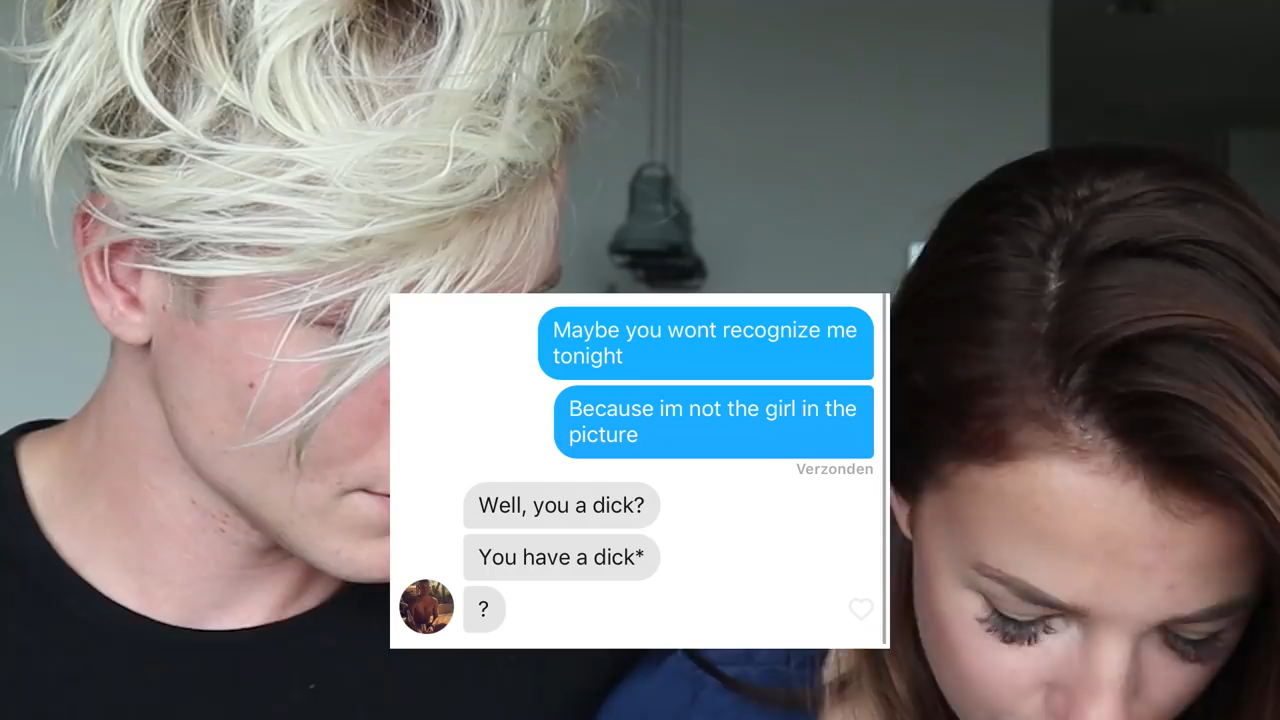 Maybe you wont recognize me
tonight
Because im not the girl in the
picture
Verzonden
Well, you a dick?
You have a dick*
?